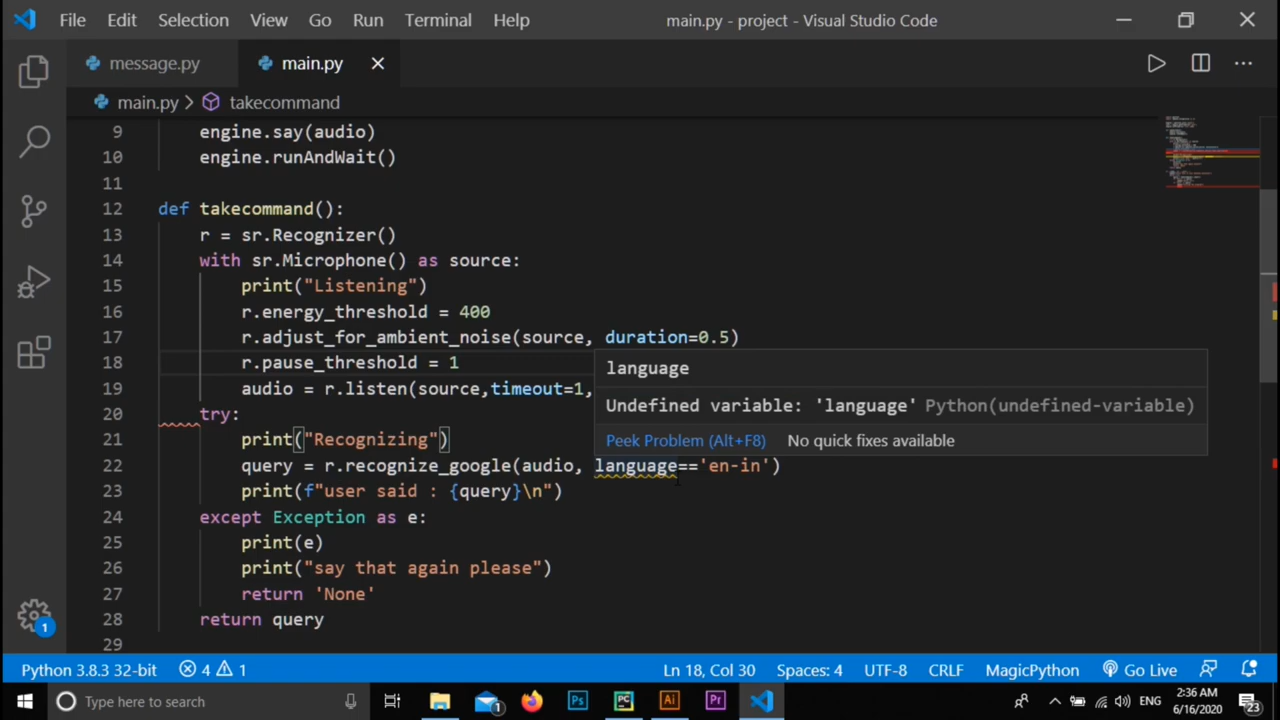 File Edit Selection View Go Run Terminal Help main.py - project - Visual Studio Code
message.py main.py
main.py takecommand
9 engine.say(audio)
10 engine.runAndWait()
11
12 def takecommand():
13 r = sr.Recognizer()
14 with sr.Microphone() as source:
15 print("Listening")
16 r.energy_threshold = 400
17 r.adjust_for_ambient_noise(source, duration=0.5)
18 r.pause_threshold = 1
19 audio = r.listen(source,timeout=1,
language
Undefined variable: 'language' Python(undefined-variable)
Peek Problem (Alt+F8) No quick fixes available
20 try:
21 print("Recognizing")
22 query = r.recognize_google(audio, language=='en-in')
23 print(f"user said : {query}\n")
24 except Exception as e:
25 print(e)
26 print("say that again please")
27 return 'None'
28 return query
29
1
Python 3.8.3 32-bit 4 1 Ln 18, Col 30 Spaces: 4 UTF-8 CRLF MagicPython Go Live
Type here to search 1 Ps Ai Pr ENG 2:36 AM
6/16/2020 23